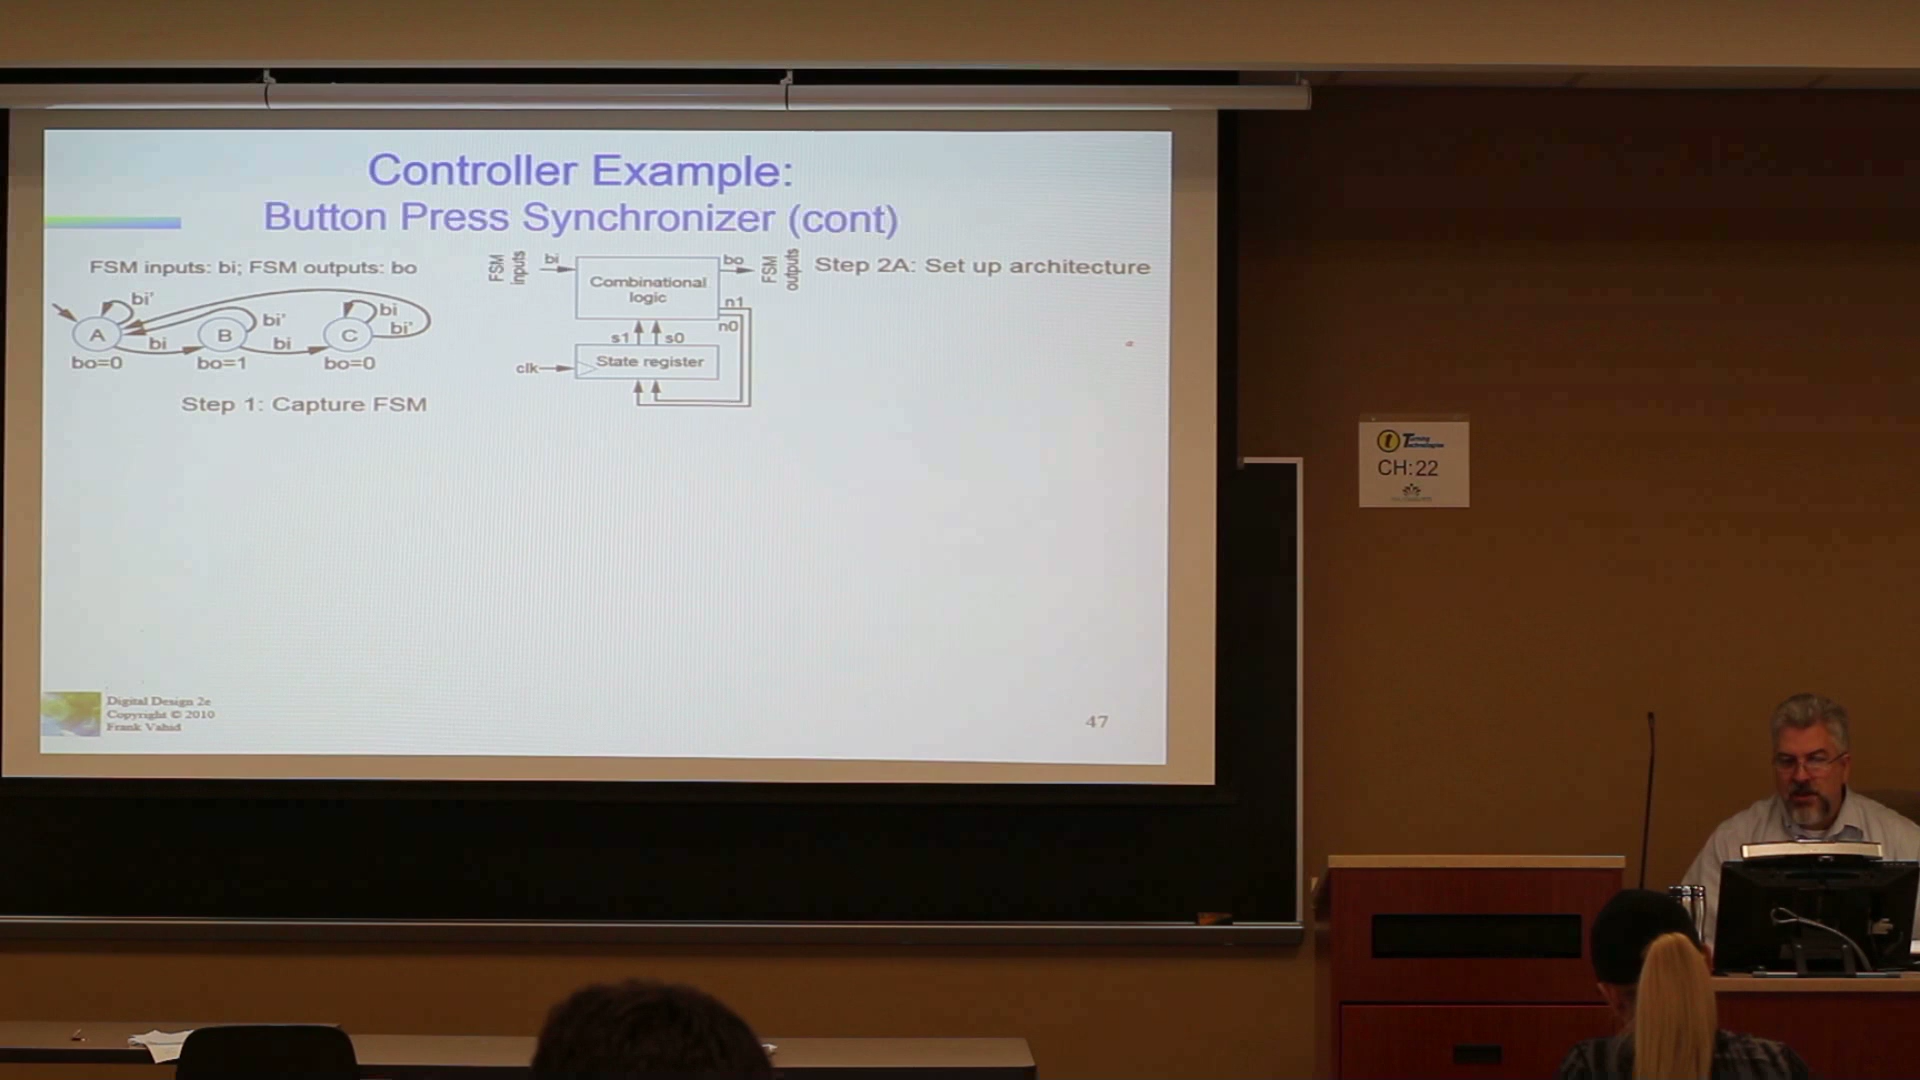 Controller Example:
Button Press Synchronizer (cont)
FSM inputs: bi; FSM outputs: bo
bi'
bi
bi'
bi'
A
B
C
bi
bi
bo=0
bo=1
bo=0
Step 1: Capture FSM
FSM
inputs
bi
Combinational
logic
bo
FSM
outputs
n1
n0
s1
s0
clk
State register
Step 2A: Set up architecture
Digital Design 2e
Copyright © 2010
Frank Vahid
47
Turning
Technologies
CH:22